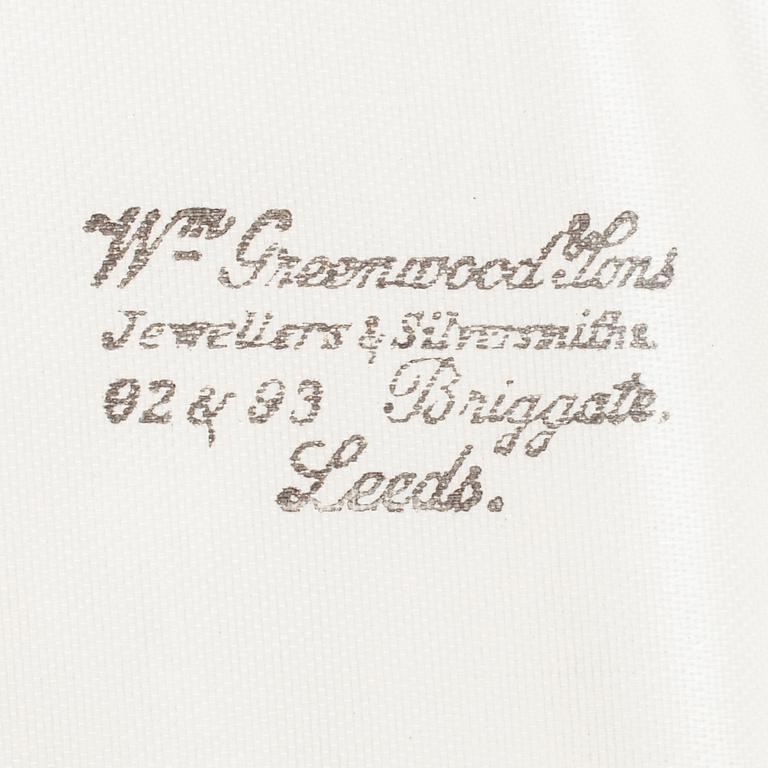 Wm Greenwood & Sons
Jewellers & Silversmiths
92 & 93 Briggate,
Leeds.